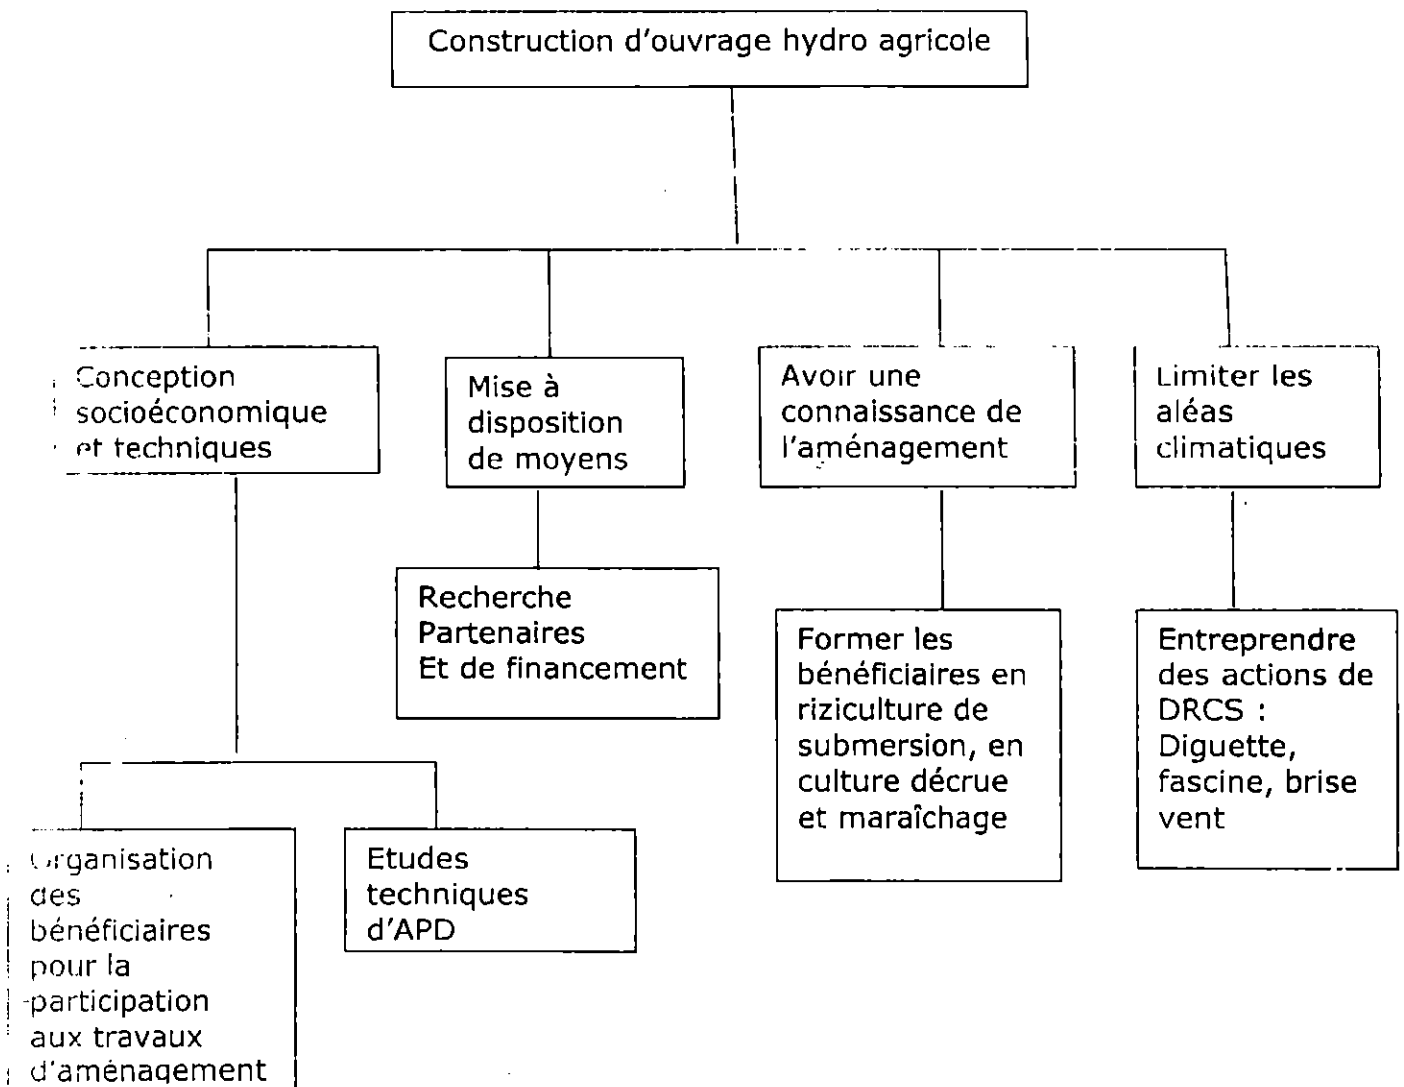 Construction d'ouvrage hydro agricole
Conception
socioéconomique
et techniques
Mise à
disposition
de moyens
Avoir une
connaissance de
l'aménagement
Limiter les
aléas
climatiques
Recherche
Partenaires
Et de financement
Former les
bénéficiaires en
riziculture de
submersion, en
culture décrue
et maraîchage
Entreprendre
des actions de
DRCS :
Diguette,
fascine, brise
vent
Organisation
des
bénéficiaires
pour la
participation
aux travaux
d'aménagement
Etudes
techniques
d'APD